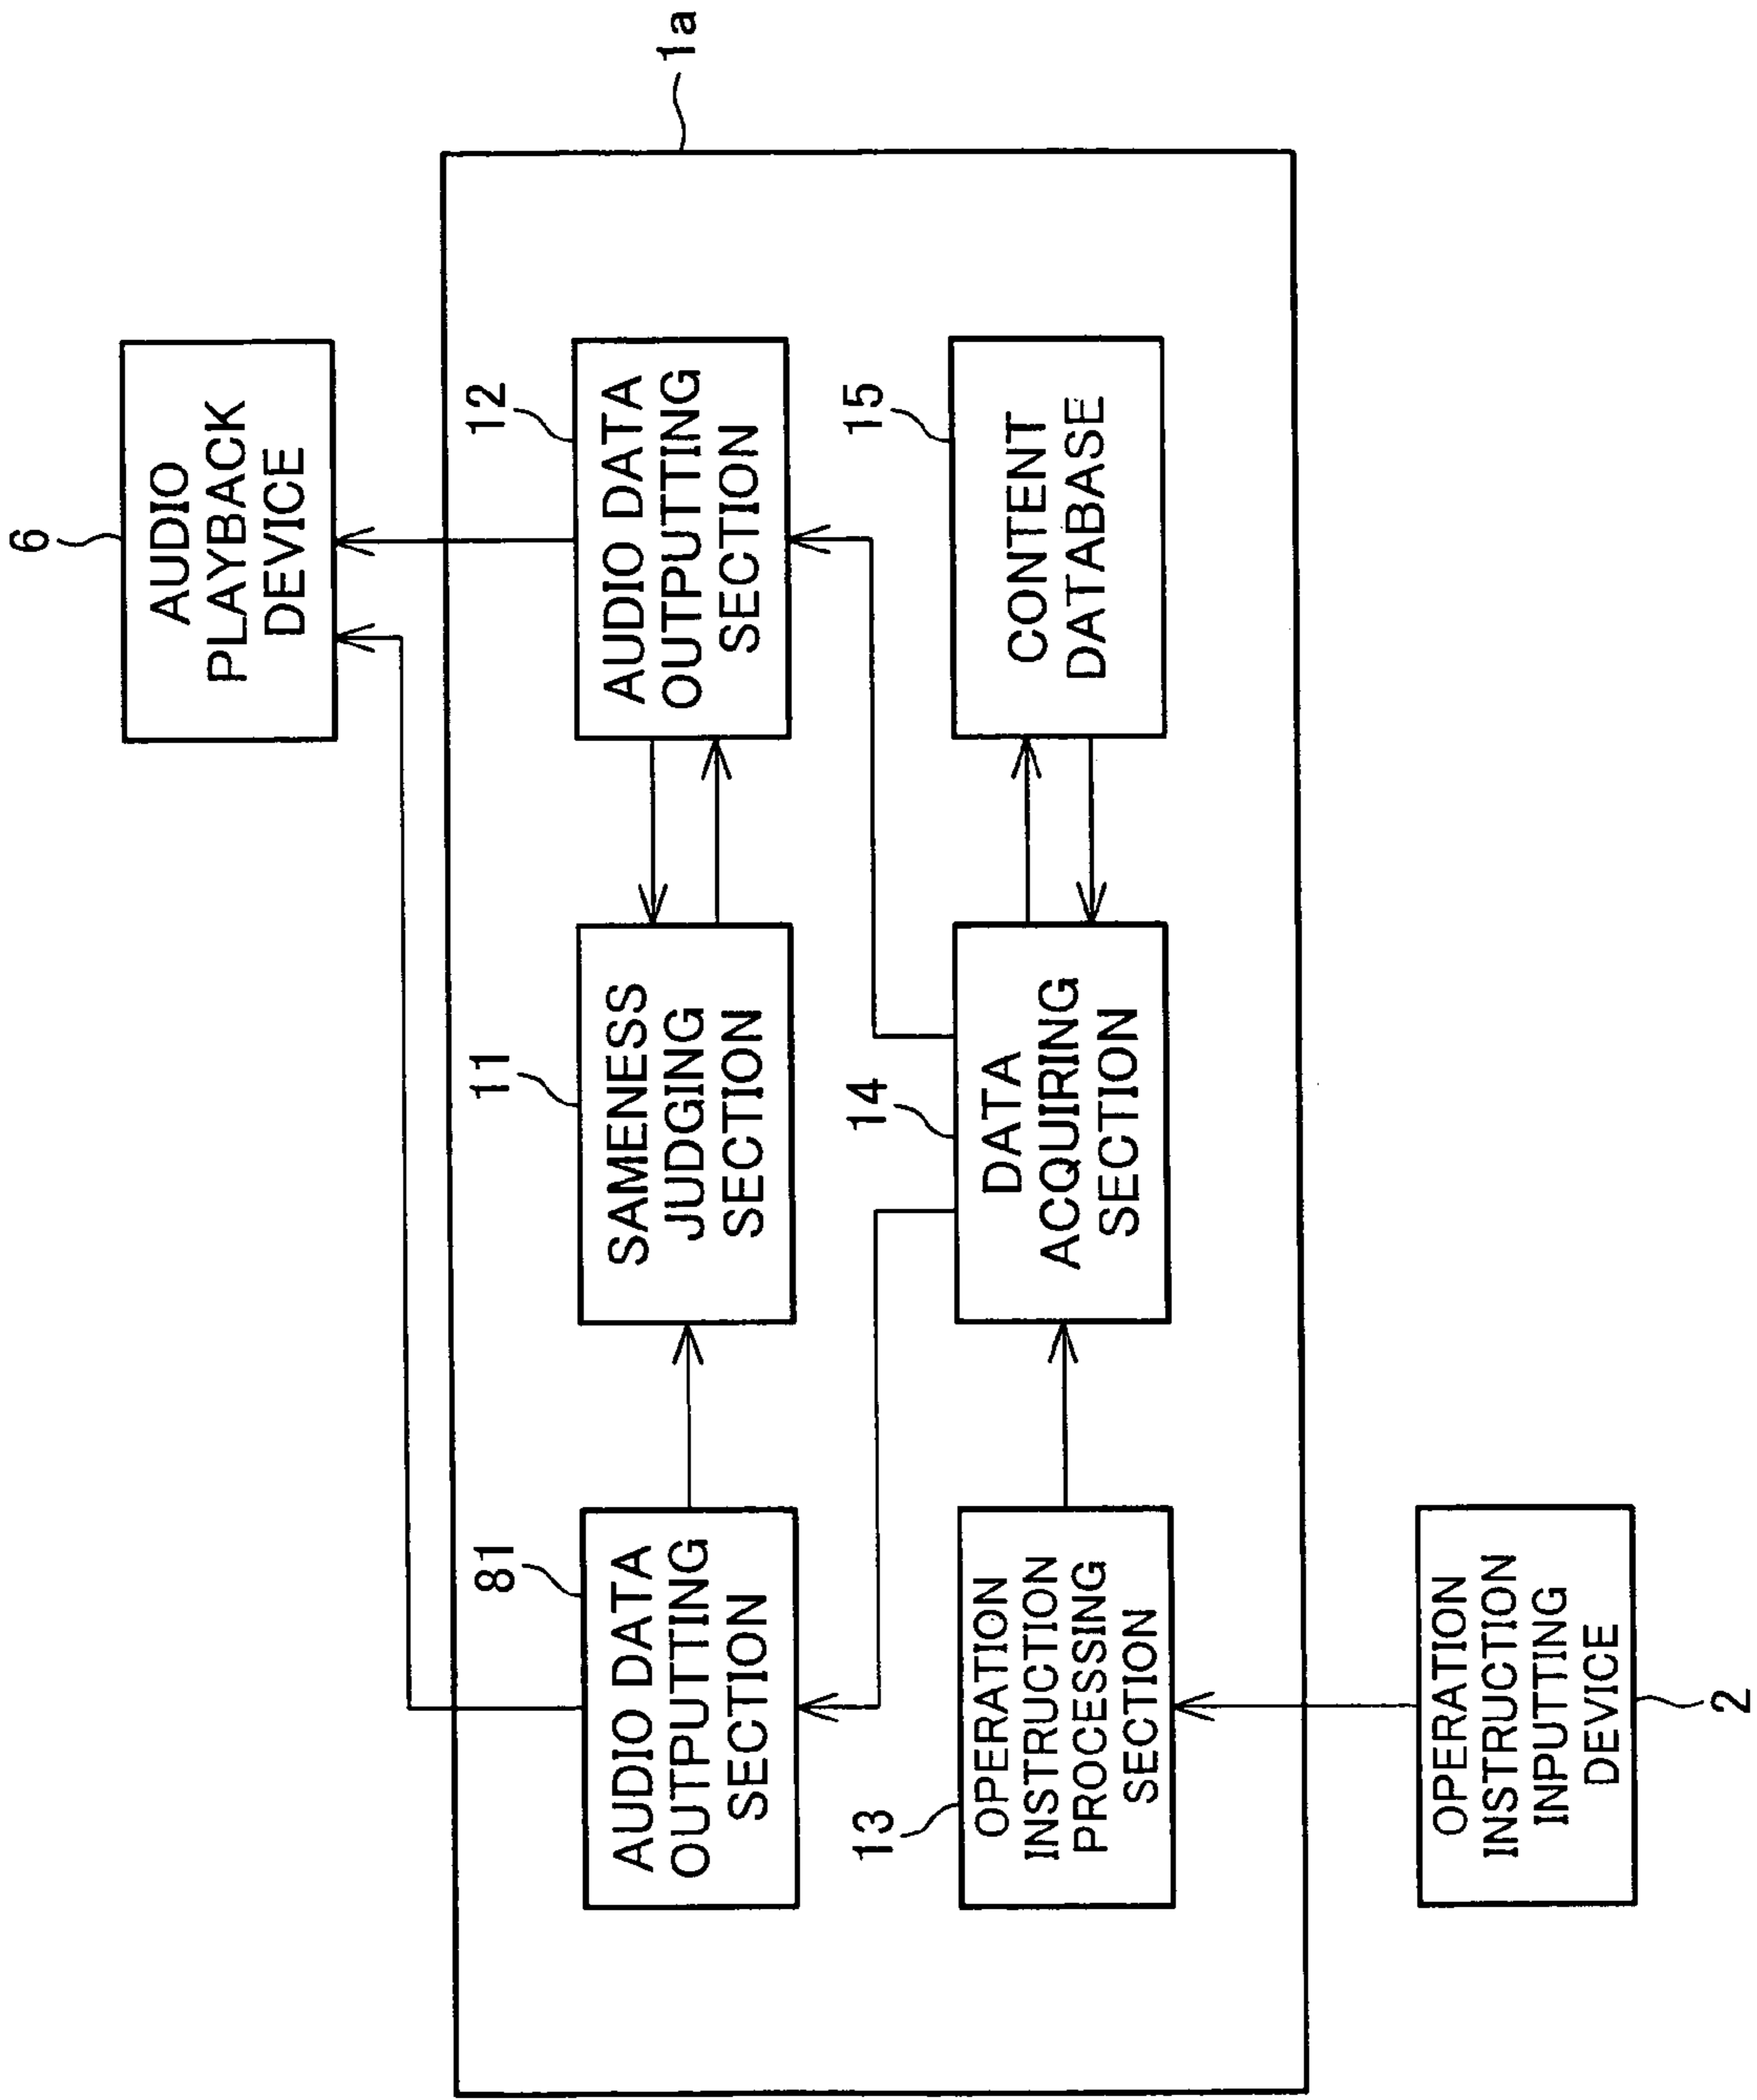 6
AUDIO
PLAYBACK
DEVICE
1a
81
AUDIO DATA
OUTPUTTING
SECTION
11
SAMENESS
JUDGING
SECTION
12
AUDIO DATA
OUTPUTTING
SECTION
13
OPERATION
INSTRUCTION
PROCESSING
SECTION
14
DATA
ACQUIRING
SECTION
15
CONTENT
DATABASE
OPERATION
INSTRUCTION
INPUTTING
DEVICE
2